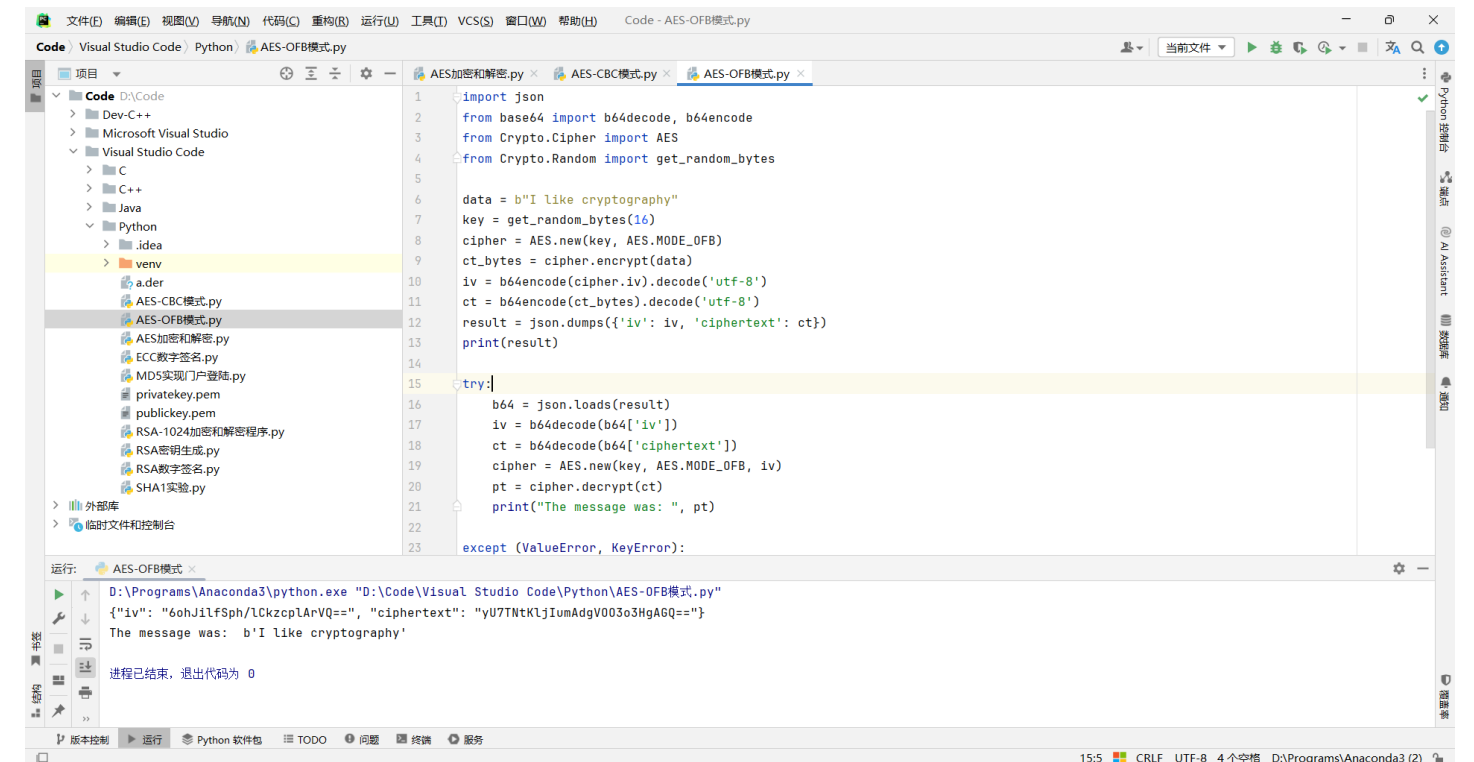 文件(F) 编辑(E) 视图(V) 导航(N) 代码(C) 重构(R) 运行(U) 工具(T) VCS(S) 窗口(W) 帮助(H) Code - AES-OFB模式.py
Code Visual Studio Code Python AES-OFB模式.py
当前文件
项目
项目
AES加密和解密.py
AES-CBC模式.py
AES-OFB模式.py
Code D:\Code
Dev-C++
Microsoft Visual Studio
Visual Studio Code
C
C++
Java
Python
.idea
venv
a.der
AES-CBC模式.py
AES-OFB模式.py
AES加密和解密.py
ECC数字签名.py
MD5实现门户登陆.py
privatekey.pem
publickey.pem
RSA-1024加密和解密程序.py
RSA密钥生成.py
RSA数字签名.py
SHA1实验.py
外部库
临时文件和控制台
1 import json
2 from base64 import b64decode, b64encode
3 from Crypto.Cipher import AES
4 from Crypto.Random import get_random_bytes
5
6 data = b"I like cryptography"
7 key = get_random_bytes(16)
8 cipher = AES.new(key, AES.MODE_OFB)
9 ct_bytes = cipher.encrypt(data)
10 iv = b64encode(cipher.iv).decode('utf-8')
11 ct = b64encode(ct_bytes).decode('utf-8')
12 result = json.dumps({'iv': iv, 'ciphertext': ct})
13 print(result)
14
15 try:
16 b64 = json.loads(result)
17 iv = b64decode(b64['iv'])
18 ct = b64decode(b64['ciphertext'])
19 cipher = AES.new(key, AES.MODE_OFB, iv)
20 pt = cipher.decrypt(ct)
21 print("The message was: ", pt)
22
23 except (ValueError, KeyError):
Python 控制台
端点
AI Assistant
数据库
通知
运行: AES-OFB模式
D:\Programs\Anaconda3\python.exe "D:\Code\Visual Studio Code\Python\AES-OFB模式.py"
{"iv": "6ohJilfSph/lCkzcplArVQ==", "ciphertext": "yU7TNtKljIumAdgVOO3o3HgAGQ=="}
The message was:  b'I like cryptography'
进程已结束，退出代码为 0
书签
结构
覆盖率
版本控制 运行 Python 软件包 TODO 问题 终端 服务
15:5 CRLF UTF-8 4 个空格 D:\Programs\Anaconda3 (2)